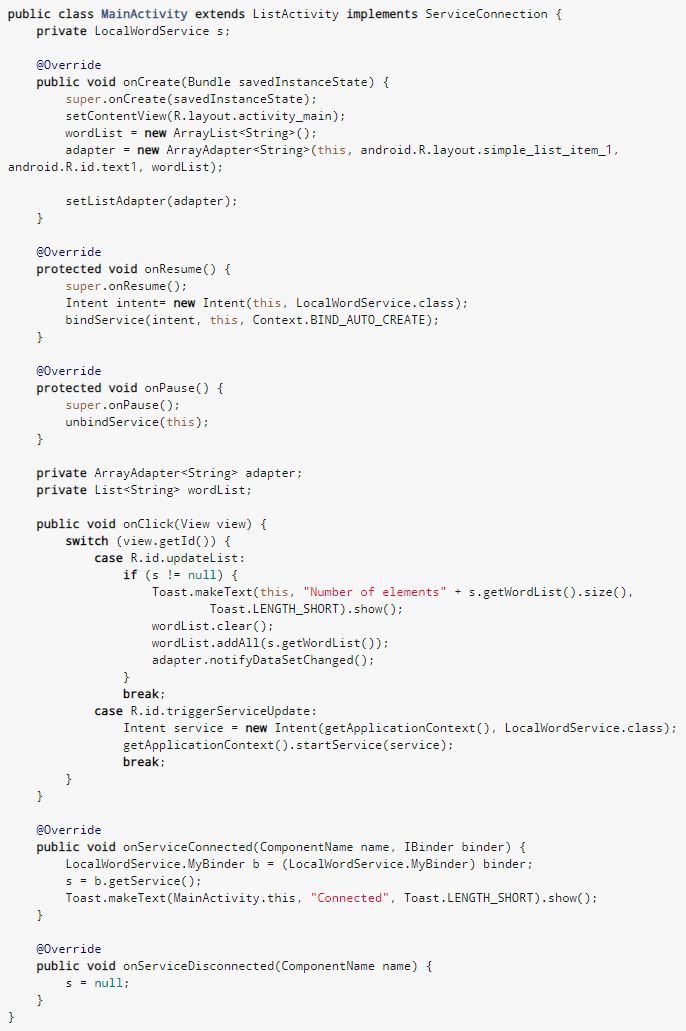 public class MainActivity extends ListActivity implements ServiceConnection {
    private LocalWordService s;

    @Override
    public void onCreate(Bundle savedInstanceState) {
        super.onCreate(savedInstanceState);
        setContentView(R.layout.activity_main);
        wordList = new ArrayList<String>();
        adapter = new ArrayAdapter<String>(this, android.R.layout.simple_list_item_1,
android.R.id.text1, wordList);

        setListAdapter(adapter);
    }

    @Override
    protected void onResume() {
        super.onResume();
        Intent intent= new Intent(this, LocalWordService.class);
        bindService(intent, this, Context.BIND_AUTO_CREATE);
    }

    @Override
    protected void onPause() {
        super.onPause();
        unbindService(this);
    }

    private ArrayAdapter<String> adapter;
    private List<String> wordList;

    public void onClick(View view) {
        switch (view.getId()) {
            case R.id.updateList:
                if (s != null) {
                    Toast.makeText(this, "Number of elements" + s.getWordList().size(),
                            Toast.LENGTH_SHORT).show();
                    wordList.clear();
                    wordList.addAll(s.getWordList());
                    adapter.notifyDataSetChanged();
                }
                break;
            case R.id.triggerServiceUpdate:
                Intent service = new Intent(getApplicationContext(), LocalWordService.class);
                getApplicationContext().startService(service);
                break;
        }
    }

    @Override
    public void onServiceConnected(ComponentName name, IBinder binder) {
        LocalWordService.MyBinder b = (LocalWordService.MyBinder) binder;
        s = b.getService();
        Toast.makeText(MainActivity.this, "Connected", Toast.LENGTH_SHORT).show();
    }

    @Override
    public void onServiceDisconnected(ComponentName name) {
        s = null;
    }
}